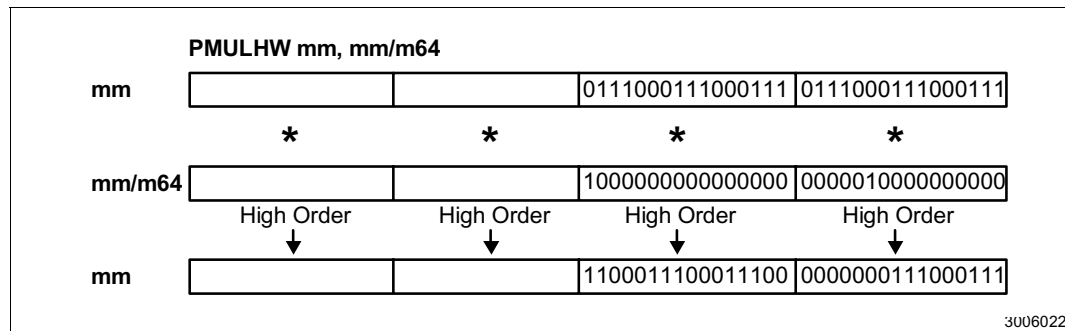 PMULHW mm, mm/m64
mm 0111000111000111 0111000111000111
* * * *
mm/m64 1000000000000000 0000010000000000
High Order High Order High Order High Order
mm 1100011100011100 0000000111000111
3006022